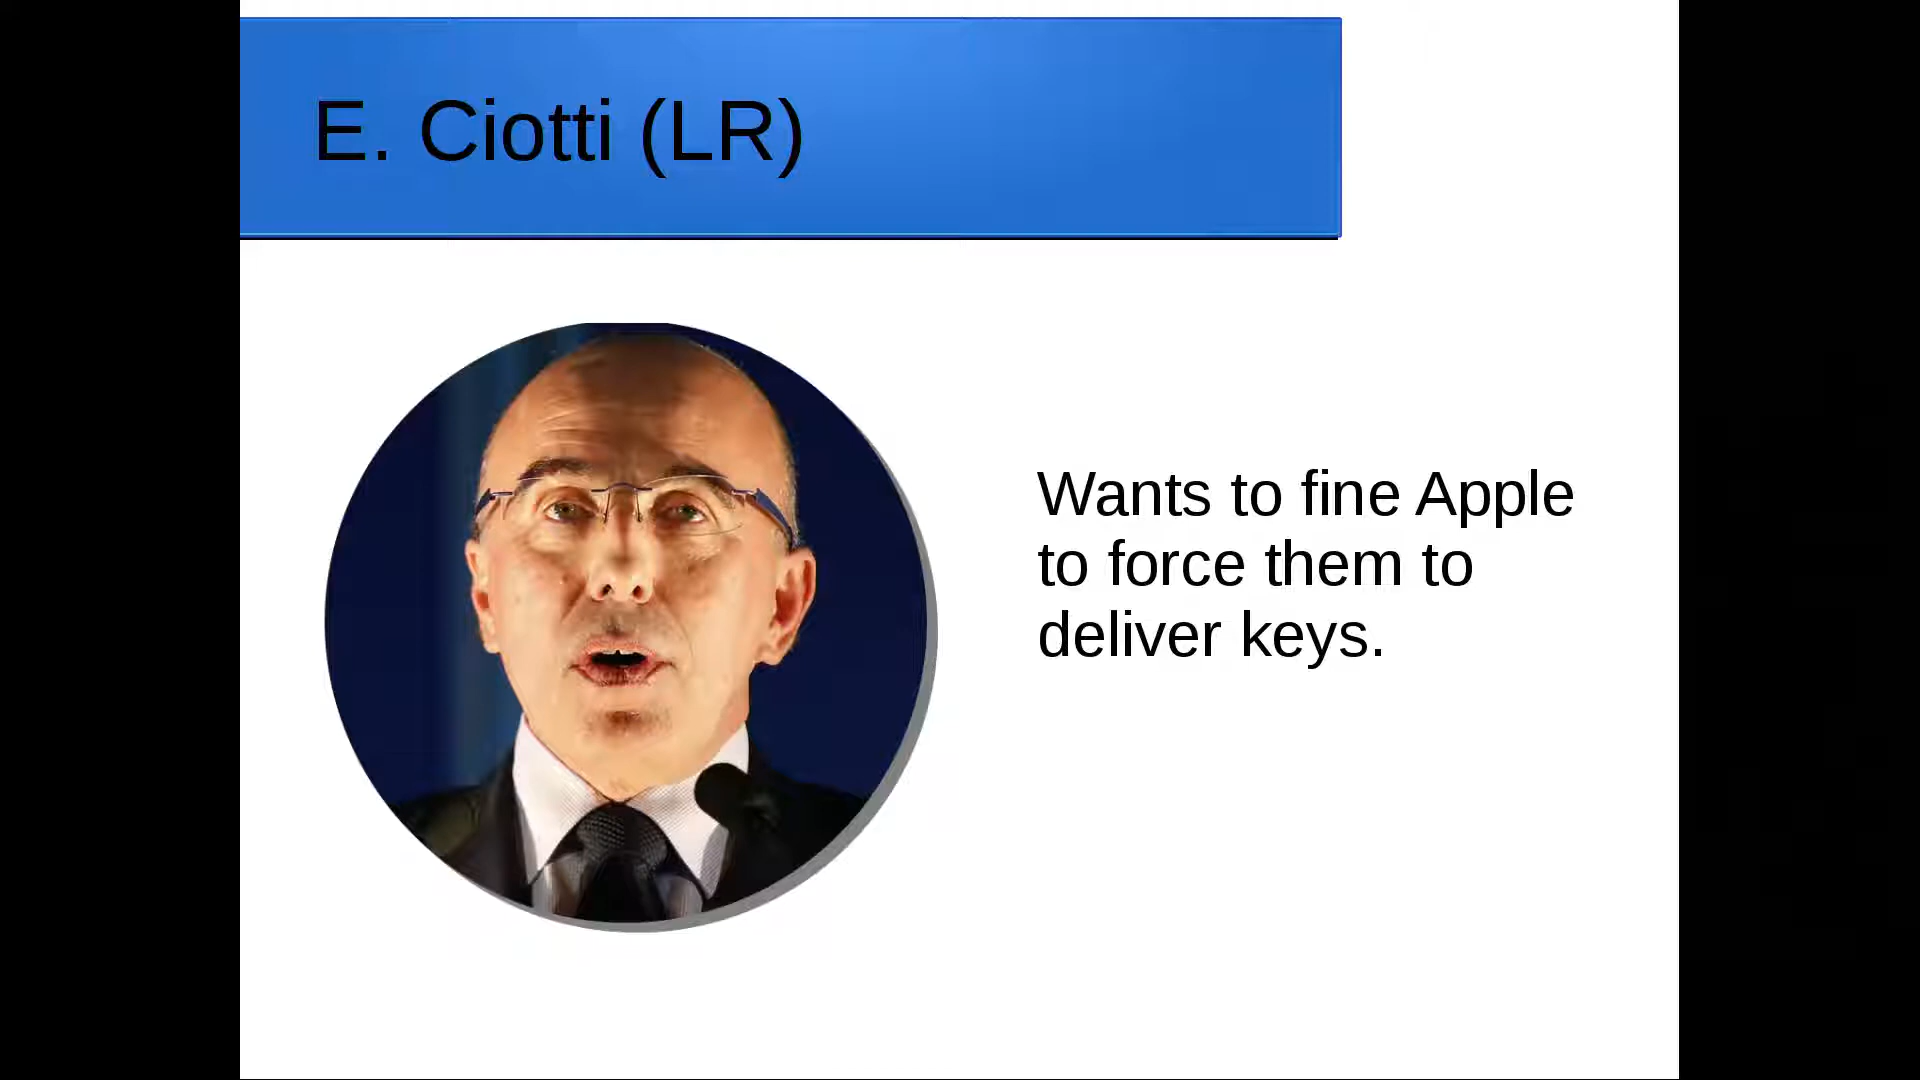 E. Ciotti (LR)
Wants to fine Apple
to force them to
deliver keys.